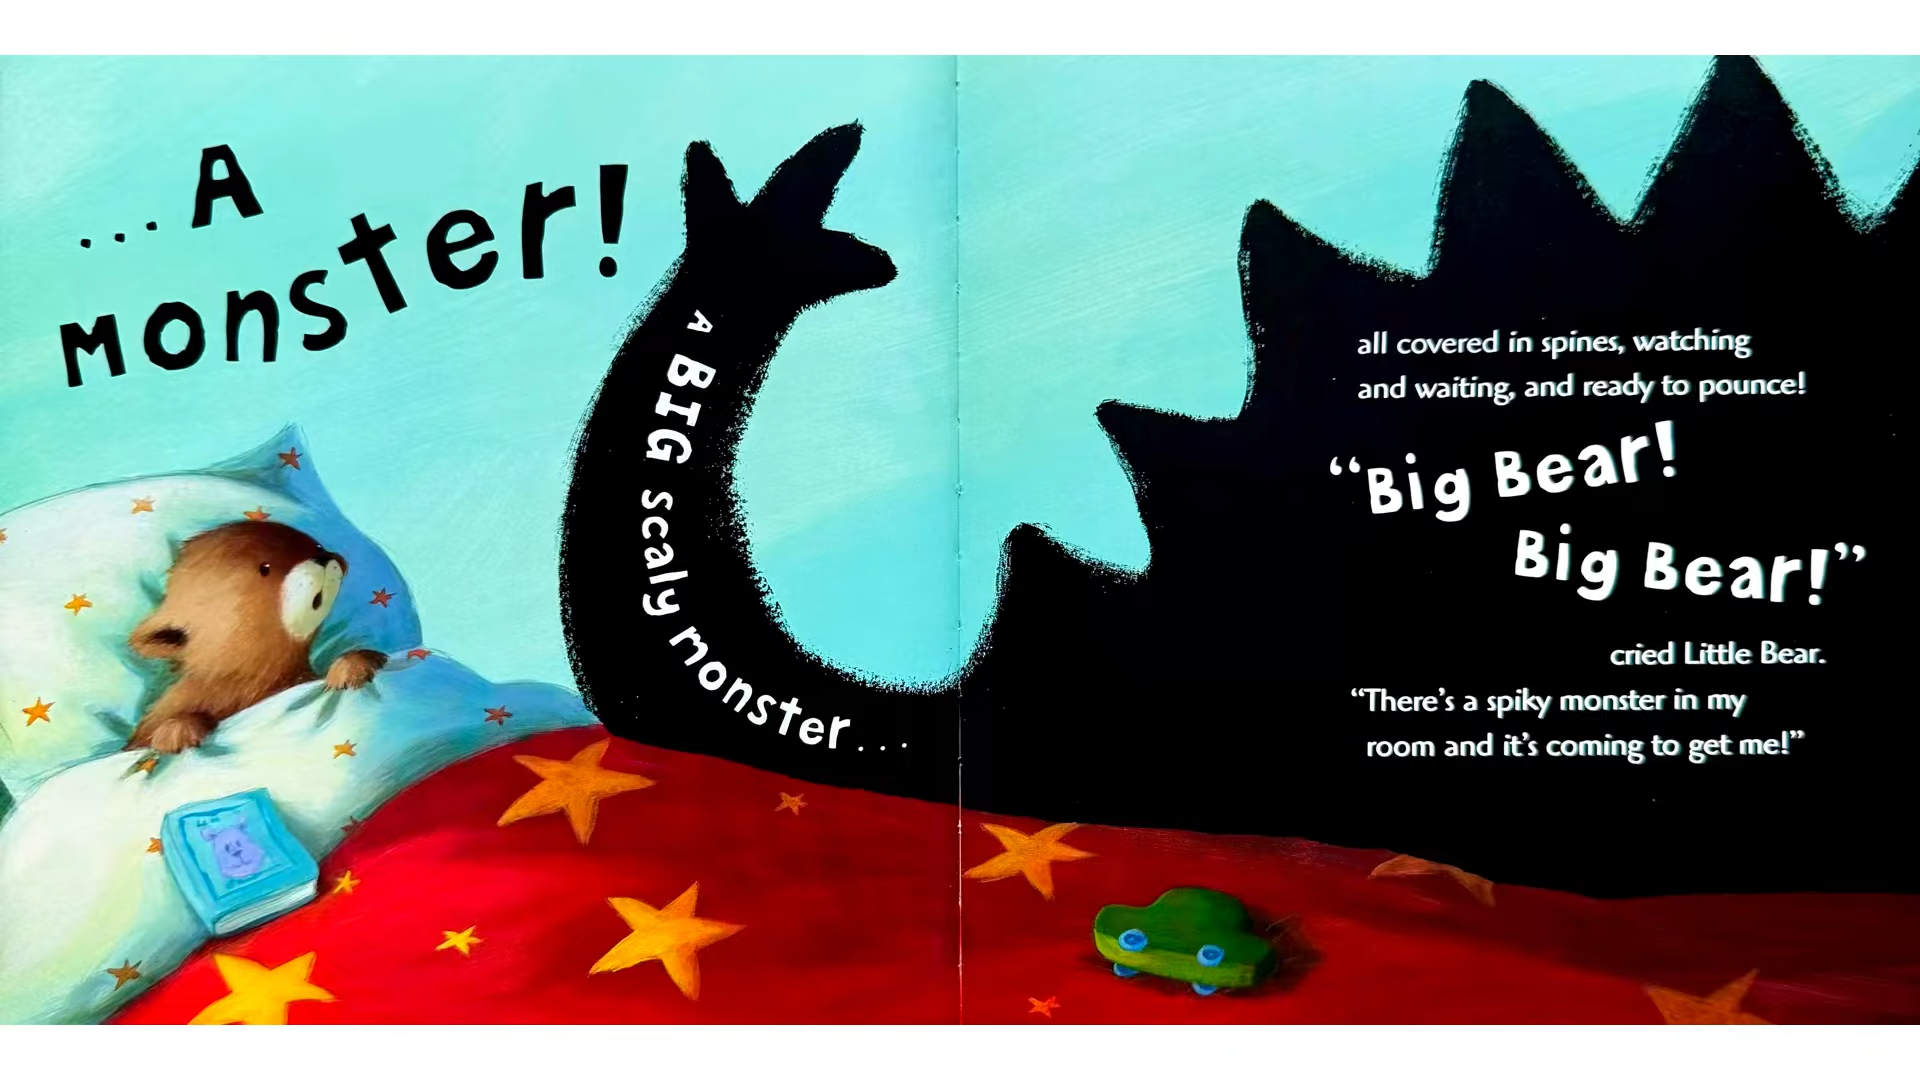 ...A
monster!
A BIG scaly monster...
all covered in spines, watching
and waiting, and ready to pounce!
“Big Bear!
Big Bear!”
cried Little Bear.
“There’s a spiky monster in my
room and it’s coming to get me!”